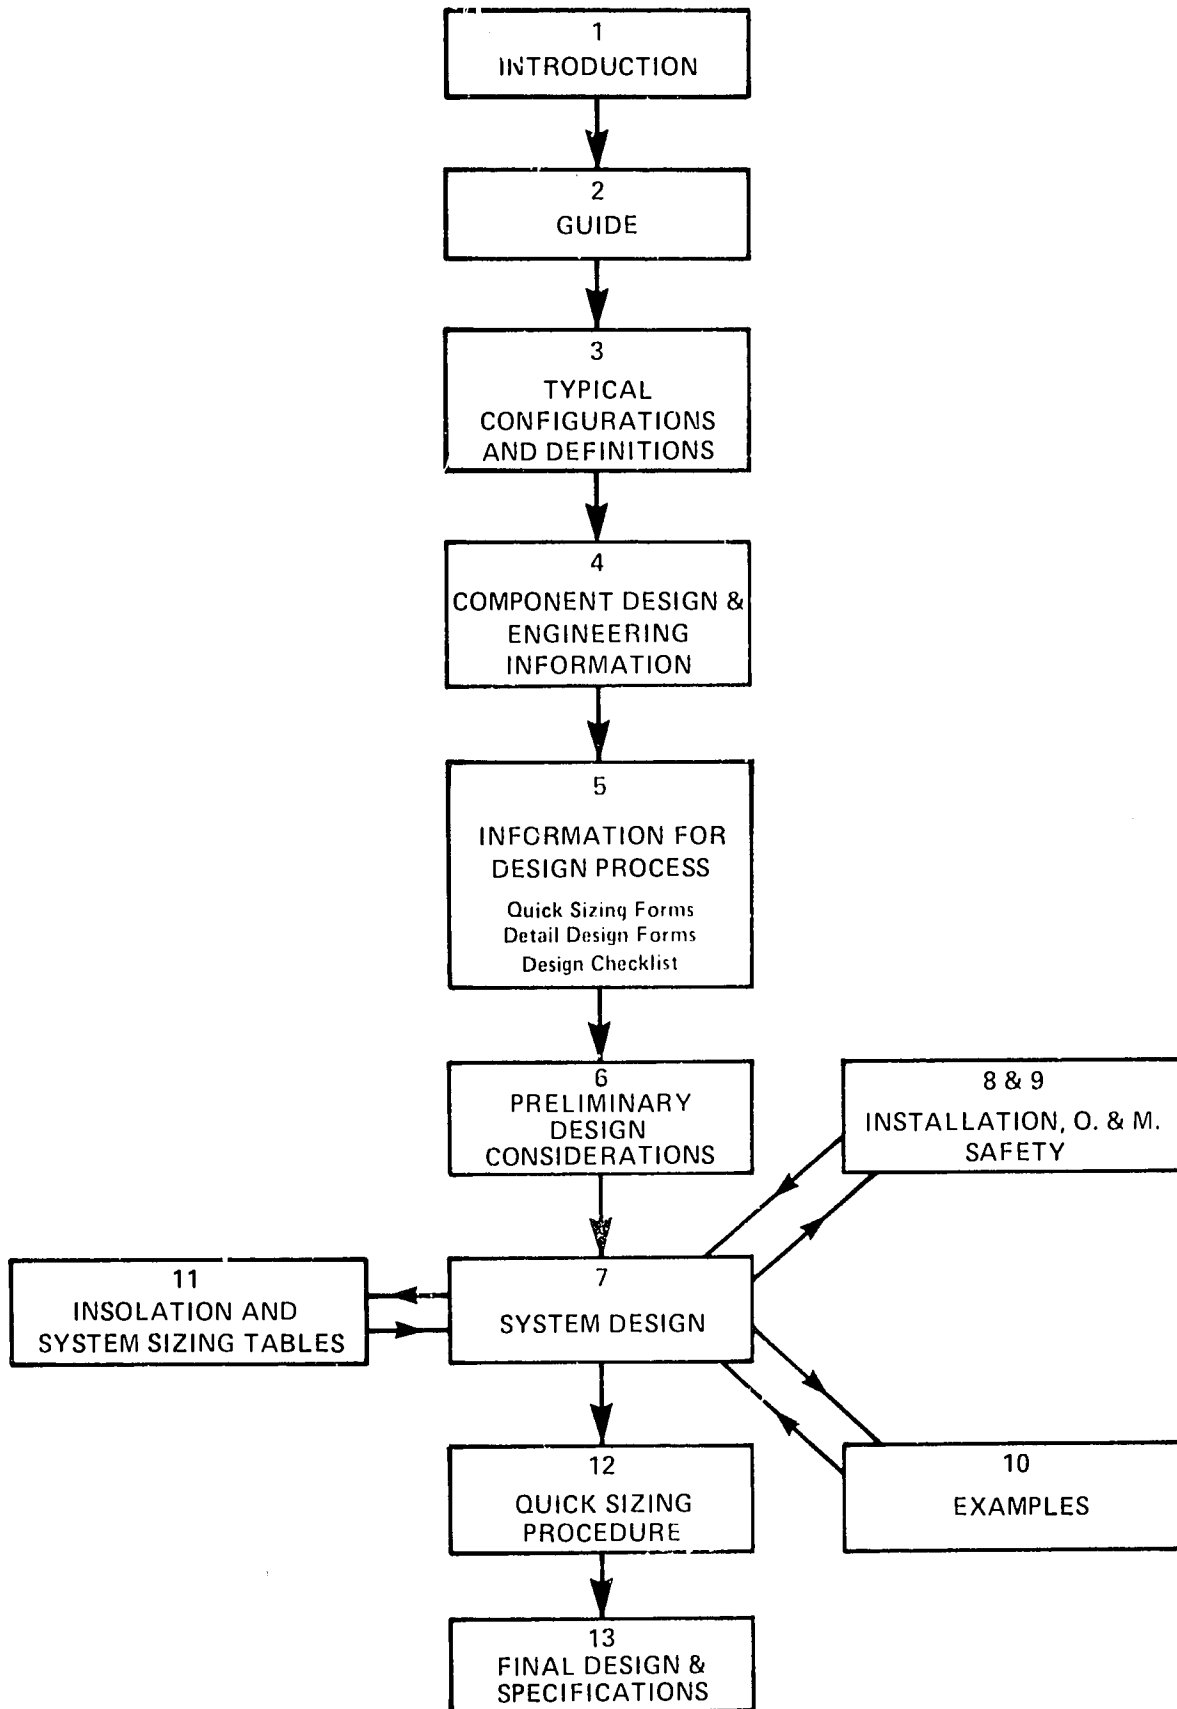 1
INTRODUCTION
2
GUIDE
3
TYPICAL
CONFIGURATIONS
AND DEFINITIONS
4
COMPONENT DESIGN &
ENGINEERING
INFORMATION
5
INFORMATION FOR
DESIGN PROCESS
Quick Sizing Forms
Detail Design Forms
Design Checklist
6
PRELIMINARY
DESIGN
CONSIDERATIONS
8 & 9
INSTALLATION, O. & M.
SAFETY
11
INSOLATION AND
SYSTEM SIZING TABLES
7
SYSTEM DESIGN
12
QUICK SIZING
PROCEDURE
10
EXAMPLES
13
FINAL DESIGN &
SPECIFICATIONS